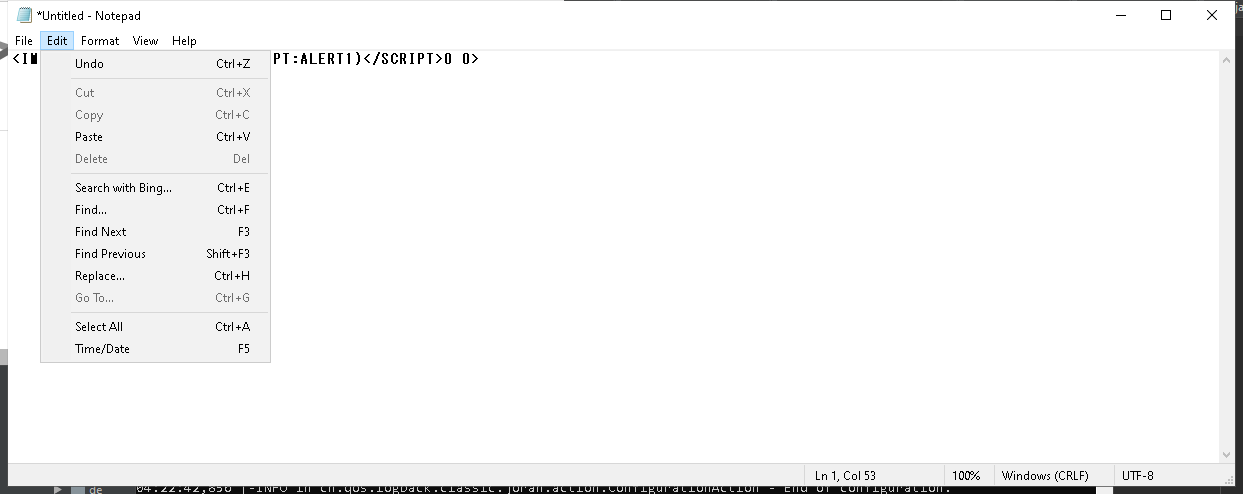 *Untitled - Notepad
File Edit Format View Help
PT:ALERT1)</SCRIPT>0 0>
Undo Ctrl+Z
Cut Ctrl+X
Copy Ctrl+C
Paste Ctrl+V
Delete Del
Search with Bing... Ctrl+E
Find... Ctrl+F
Find Next F3
Find Previous Shift+F3
Replace... Ctrl+H
Go To... Ctrl+G
Select All Ctrl+A
Time/Date F5
Ln 1, Col 53 100% Windows (CRLF) UTF-8
de 04:22:42,856 |-INFO in ch.qos.logback.classic.joran.action.ConfigurationAction - End of configuration.